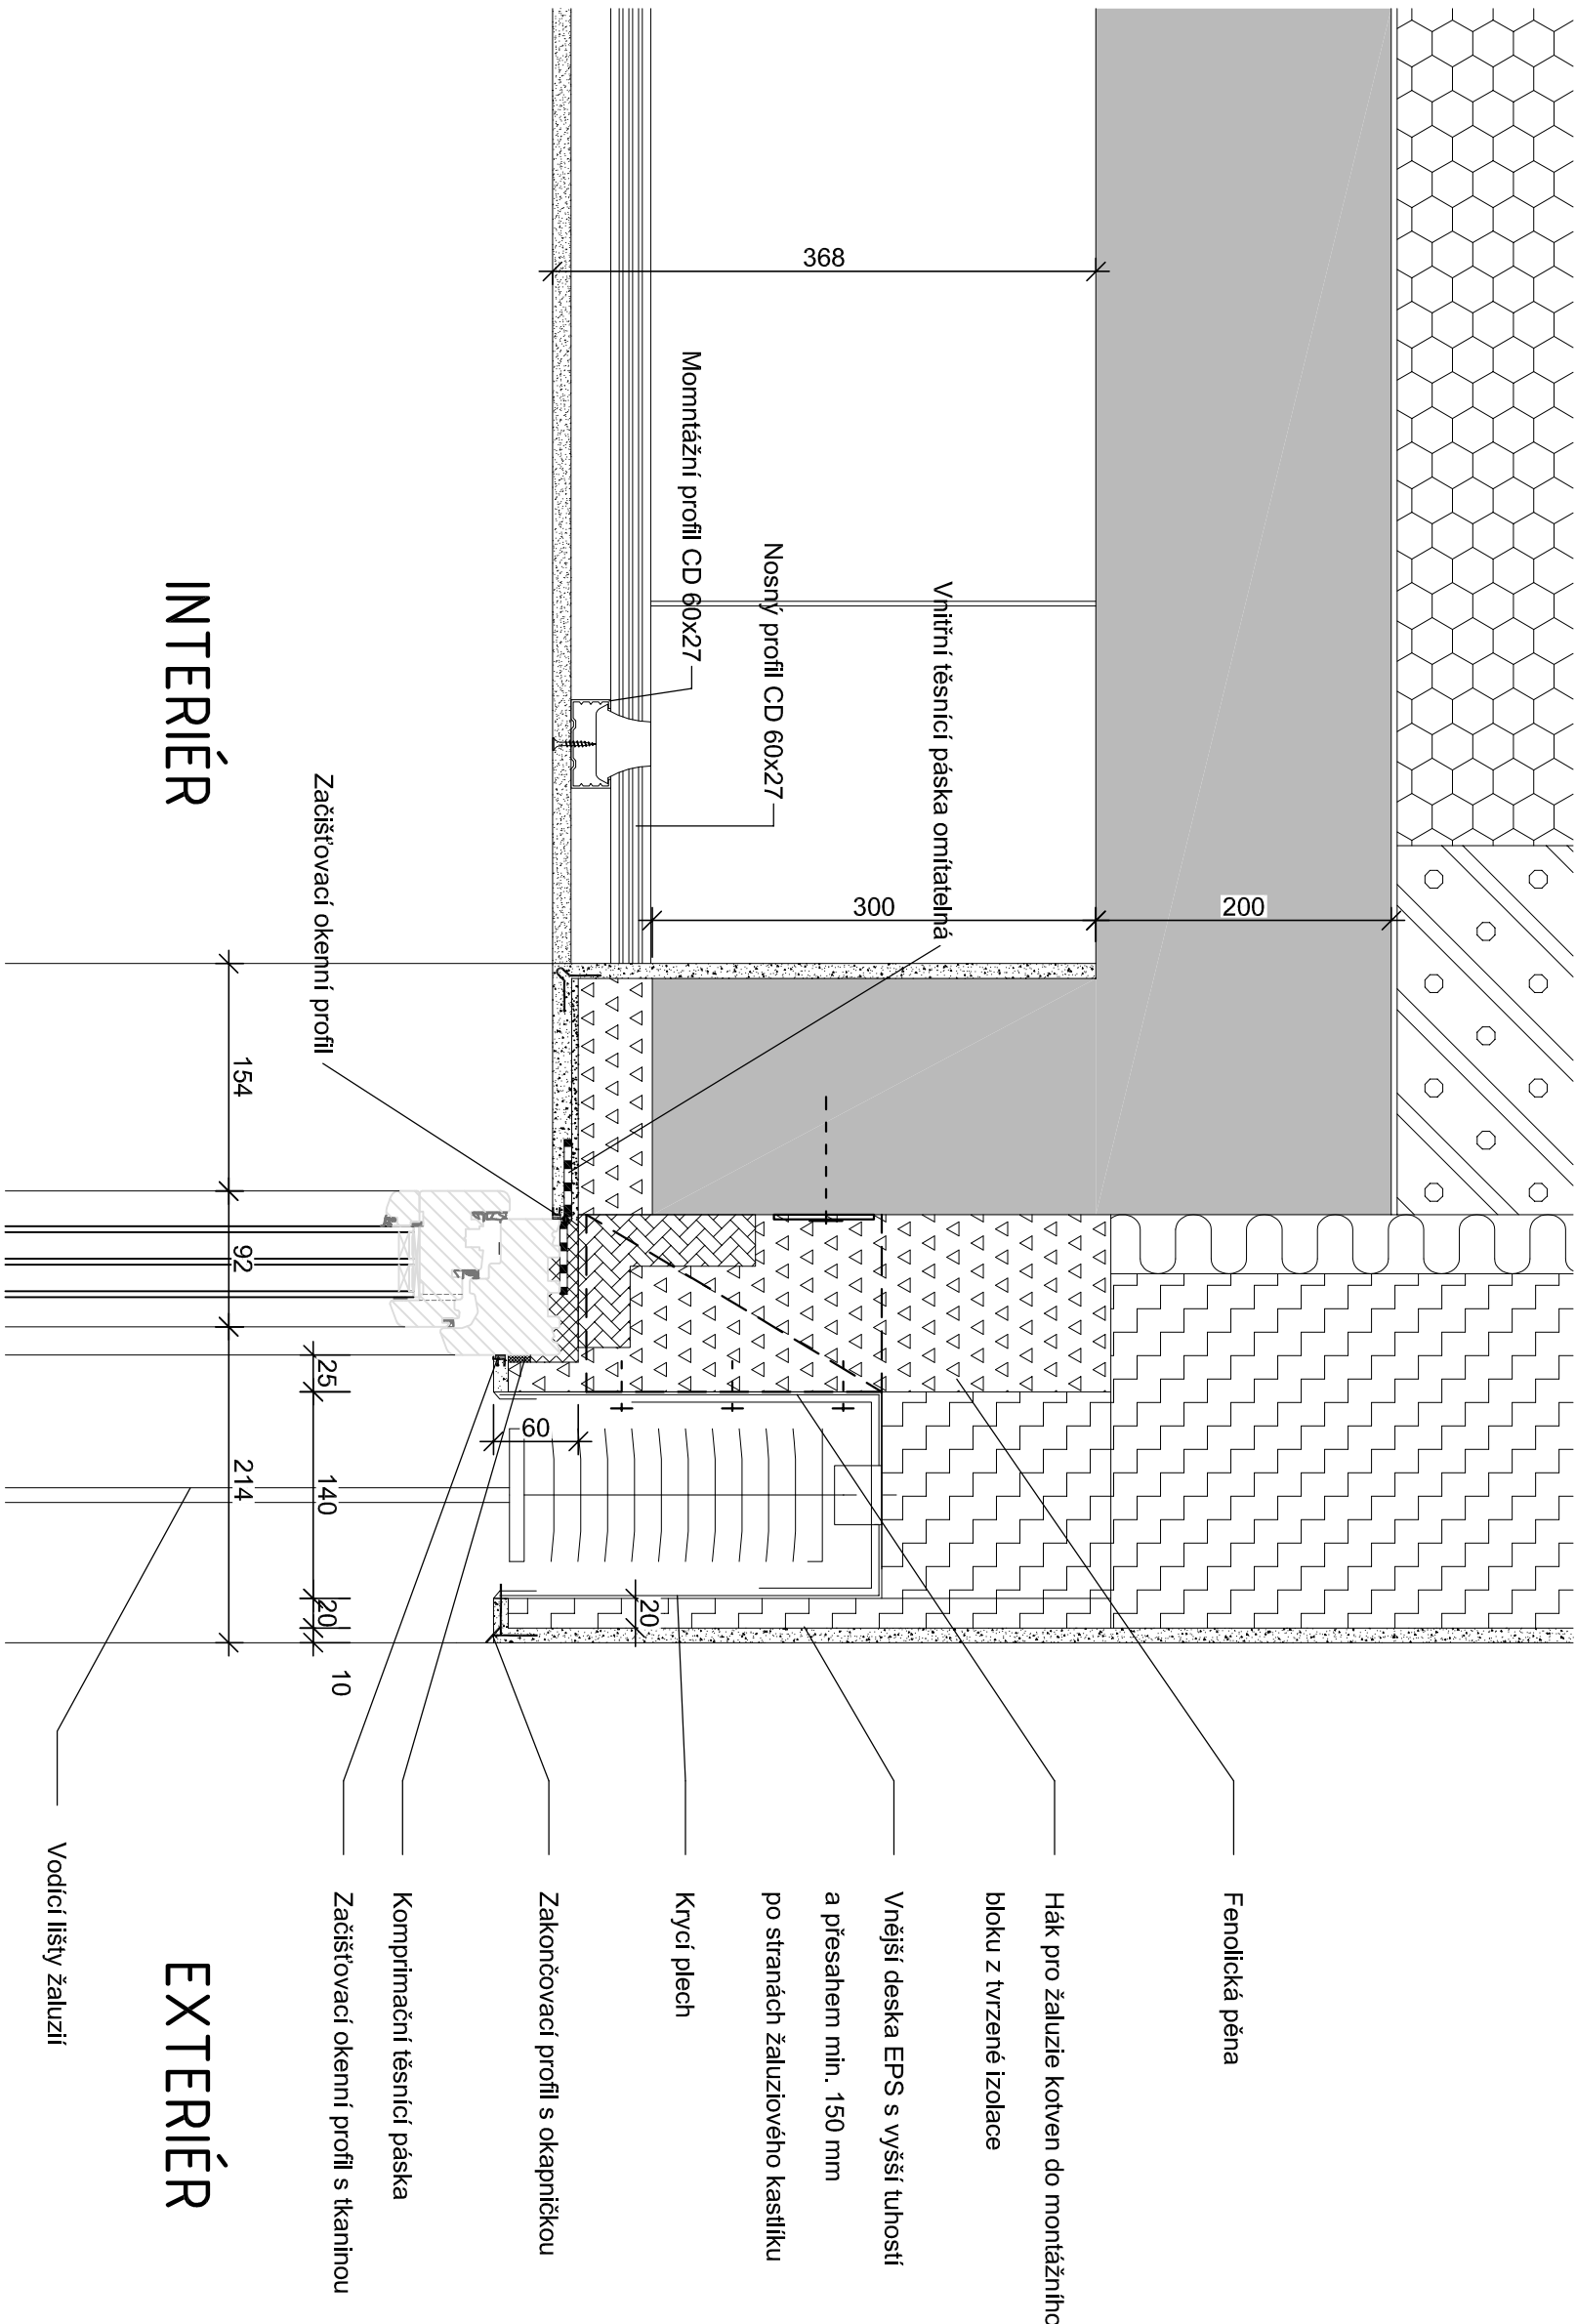 368
Momntážní profil CD 60x27
Nosný profil CD 60x27
Vnitřní těsnící páska omítatelná
300
200
INTERIÉR
Začišťovací okenní profil
154
92
25
60
214
140
20
20
10
Fenolická pěna
Hák pro žaluzie kotven do montážního
bloku z tvrzené izolace
Vnější deska EPS s vyšší tuhostí
a přesahem min. 150 mm
po stranách žaluziového kastlíku
Krycí plech
Zakončovací profil s okapničkou
Komprimační těsnící páska
Začišťovací okenní profil s tkaninou
Vodící lišty žaluzií
EXTERIÉR